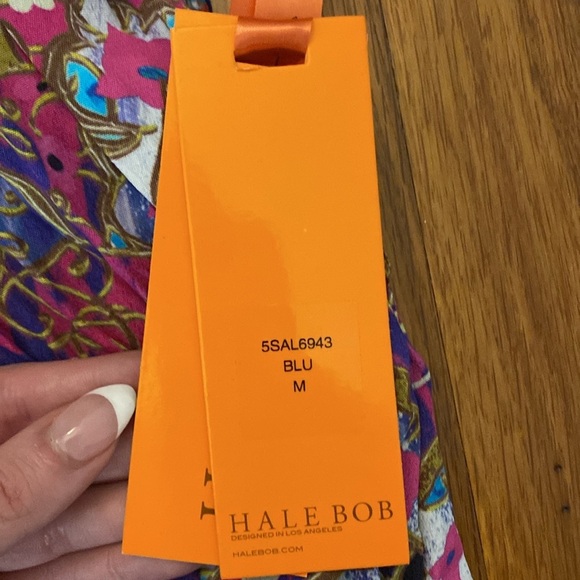 5SAL6943
BLU
M
HALE BOB
DESIGNED IN LOS ANGELES
HALEBOB.COM